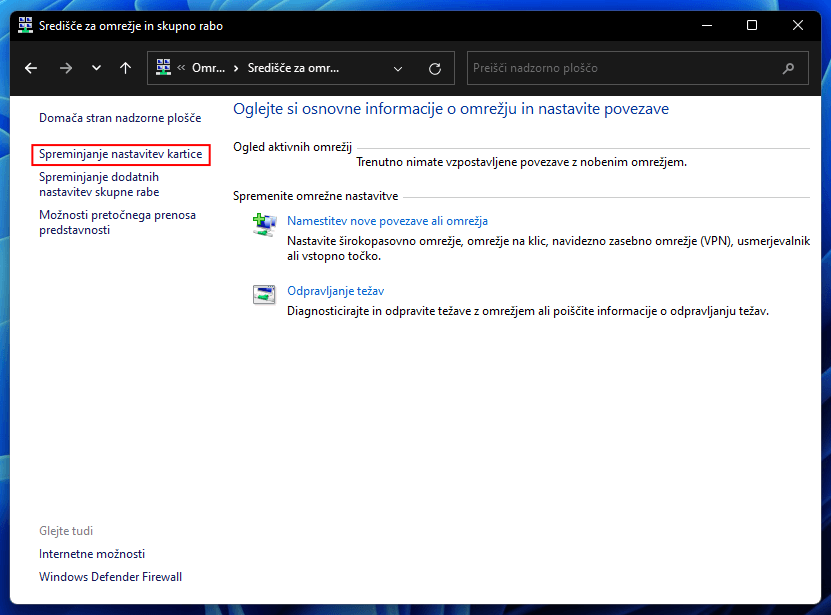 Središče za omrežje in skupno rabo
« Omr... › Središče za omr...
Preišči nadzorno ploščo
Domača stran nadzorne plošče
Spreminjanje nastavitev kartice
Spreminjanje dodatnih
nastavitev skupne rabe
Možnosti pretočnega prenosa
predstavnosti
Oglejte si osnovne informacije o omrežju in nastavite povezave
Ogled aktivnih omrežij
Trenutno nimate vzpostavljene povezave z nobenim omrežjem.
Spremenite omrežne nastavitve
Namestitev nove povezave ali omrežja
Nastavite širokopasovno omrežje, omrežje na klic, navidezno zasebno omrežje (VPN), usmerjevalnik
ali vstopno točko.
Odpravljanje težav
Diagnosticirajte in odpravite težave z omrežjem ali poiščite informacije o odpravljanju težav.
Glejte tudi
Internetne možnosti
Windows Defender Firewall